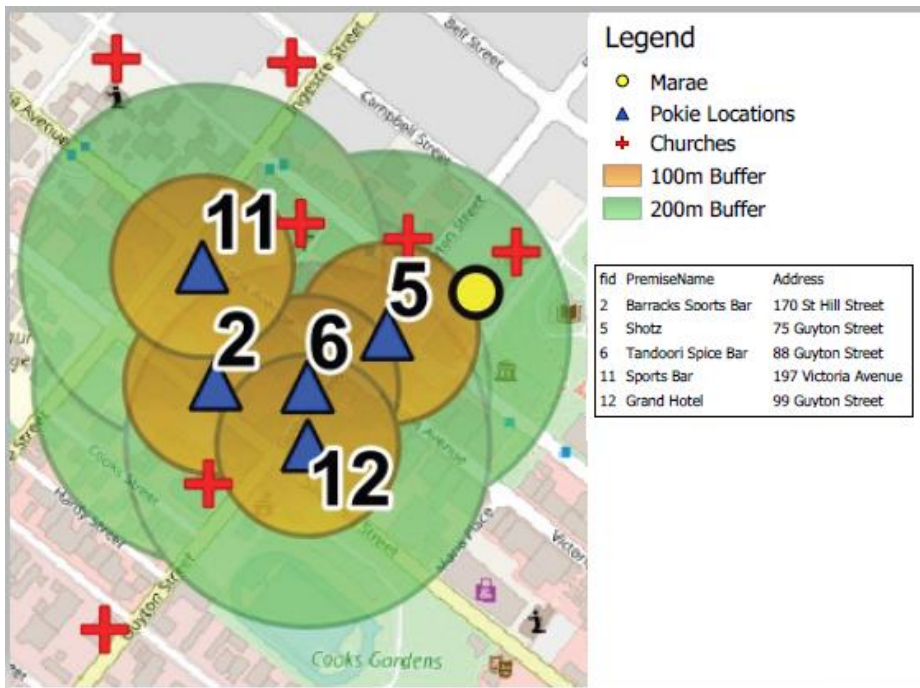 Legend
Marae
Pokie Locations
Churches
100m Buffer
200m Buffer
fid PremiseName Address
2 Barracks Sports Bar 170 St Hill Street
5 Shotz 75 Guyton Street
6 Tandoori Spice Bar 88 Guyton Street
11 Sports Bar 197 Victoria Avenue
12 Grand Hotel 99 Guyton Street
Bell Street
Ingestre Street
Campbell Street
Avenue
11
5
2
6
12
Cooks Street
Street
Guyton Street
Place
Cooks Gardens